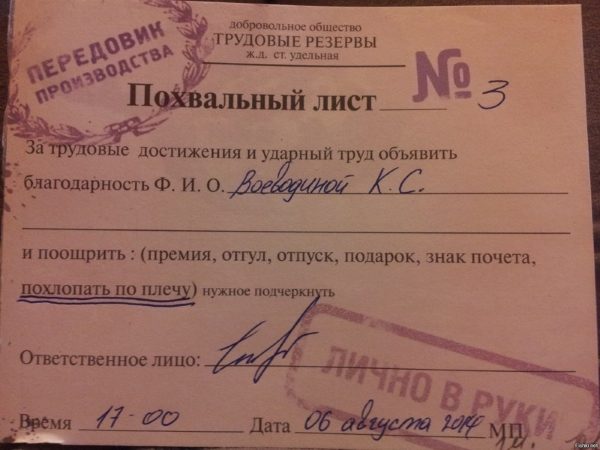 добровольное общество
ТРУДОВЫЕ РЕЗЕРВЫ
ж.д. ст. удельная
ПЕРЕДОВИК
ПРОИЗВОДСТВА
Похвальный лист № 3
За трудовые достижения и ударный труд объявить
благодарность Ф. И. О. Воеводиной К. С.
и поощрить : (премия, отгул, отпуск, подарок, знак почета,
похлопать по плечу) нужное подчеркнуть
Ответственное лицо:
ЛИЧНО В РУКИ
Время 17-00 Дата 06 августа 2014 МП
Fishki.net